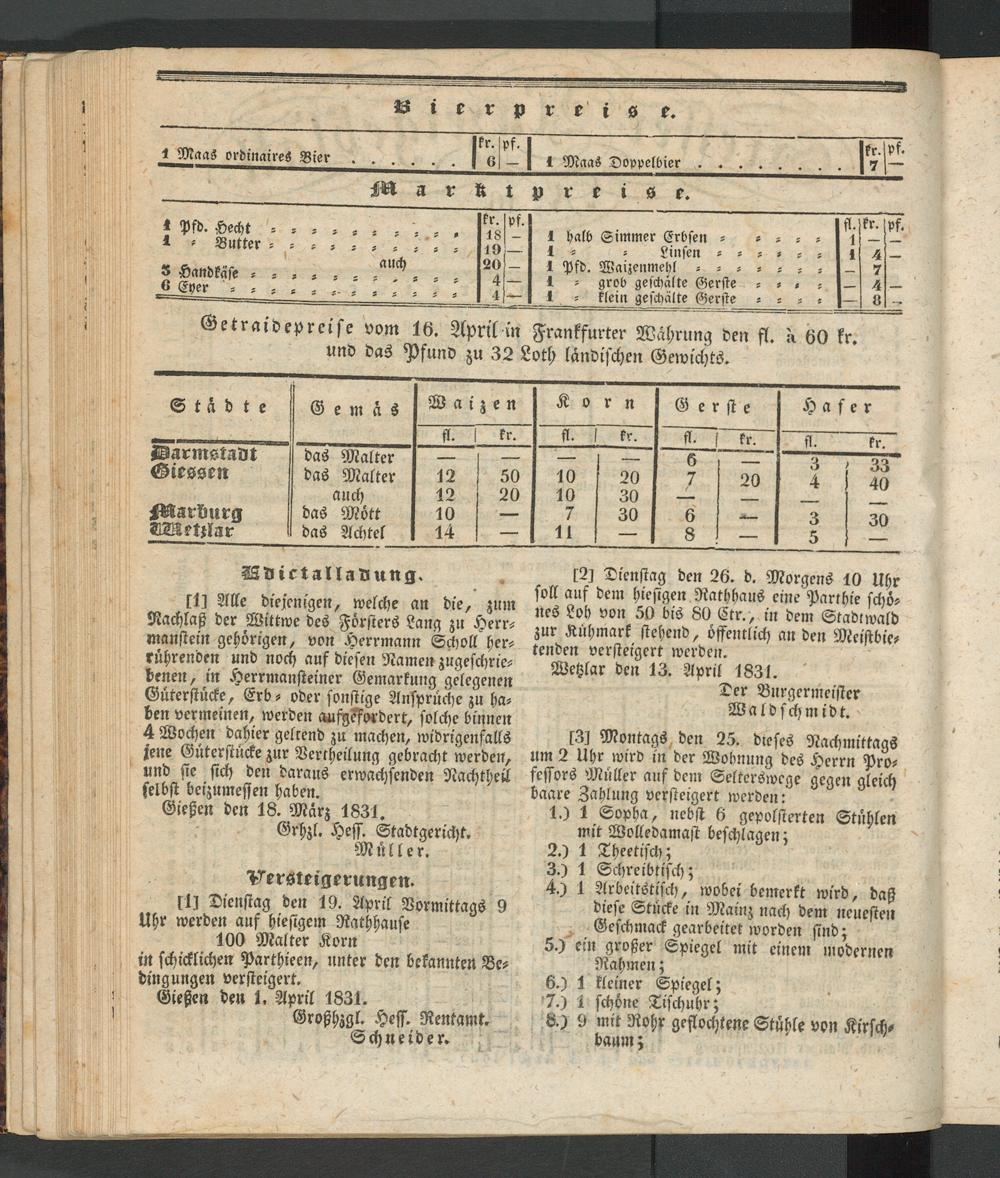 Bierpreise.
kr. pf. kr. pf.
1 Maas ordinaires Bier . . . . . . 6 — 1 Maas Doppelbier . . . . . . 7 —
Marktpreise.
kr. pf. fl. kr. pf.
1 Pfd. Hecht 18 — 1 halb Simmer Erbsen 1 — —
1 " Butter 19 — 1 " " Linsen 1 4 —
auch 20 — 1 Pfd. Waizenmehl — 7
3 Handkäse 4 — 1 " grob geschälte Gerste — 4 —
6 Eyer 4 — 1 " klein geschälte Gerste — 8 —
Getraidepreise vom 16. April in Frankfurter Währung den fl. à 60 kr.
und das Pfund zu 32 Loth ländischen Gewichts.
Städte Gemäs Waizen Korn Gerste Hafer
fl. kr. fl. kr. fl. kr. fl. kr.
Darmstadt das Malter — — — — 6 — 3 33
Giessen das Malter 12 50 10 20 7 20 4 40
auch 12 20 10 30 — — — —
Marburg das Mött 10 — 7 30 6 — 3 30
Wetzlar das Achtel 14 — 11 — 8 — 5 —
Edictalladung.
[1] Alle diejenigen, welche an die, zum
Nachlaß der Wittwe des Försters Lang zu Herr-
manstein gehörigen, von Herrmann Scholl her-
rührenden und noch auf diesen Namen zugeschrie-
benen, in Herrmansteiner Gemarkung gelegenen
Güterstücke, Erb- oder sonstige Ansprüche zu ha-
ben vermeinen, werden aufgefordert, solche binnen
4 Wochen dahier geltend zu machen, widrigenfalls
jene Güterstücke zur Vertheilung gebracht werden,
und sie sich den daraus erwachsenden Nachtheil
selbst beizumessen haben.
Gießen den 18. März 1831.
Grhzl. Hess. Stadtgericht.
Müller.
Versteigerungen.
[1] Dienstag den 19. April Vormittags 9
Uhr werden auf hiesigem Rathhause
100 Malter Korn
in schicklichen Parthieen, unter den bekannten Be-
dingungen versteigert.
Gießen den 1. April 1831.
Großhzgl. Hess. Rentamt.
Schneider.
[2] Dienstag den 26. d. Morgens 10 Uhr
soll auf dem hiesigen Rathhaus eine Parthie schö-
nes Loh von 50 bis 80 Ctr., in dem Stadtwald
zur Kühmark stehend, öffentlich an den Meistbie-
tenden versteigert werden.
Wetzlar den 13. April 1831.
Der Burgermeister
Waldschmidt.
[3] Montags den 25. dieses Nachmittags
um 2 Uhr wird in der Wohnung des Herrn Pro-
fessors Müller auf dem Selterswege gegen gleich
baare Zahlung versteigert werden:
1.) 1 Sopha, nebst 6 gepolsterten Stühlen
mit Wolledamast beschlagen;
2.) 1 Theetisch;
3.) 1 Schreibtisch;
4.) 1 Arbeitstisch, wobei bemerkt wird, daß
diese Stücke in Mainz nach dem neuesten
Geschmack gearbeitet worden sind;
5.) ein großer Spiegel mit einem modernen
Rahmen;
6.) 1 kleiner Spiegel;
7.) 1 schöne Tischuhr;
8.) 9 mit Rohr geflochtene Stühle von Kirsch-
baum;